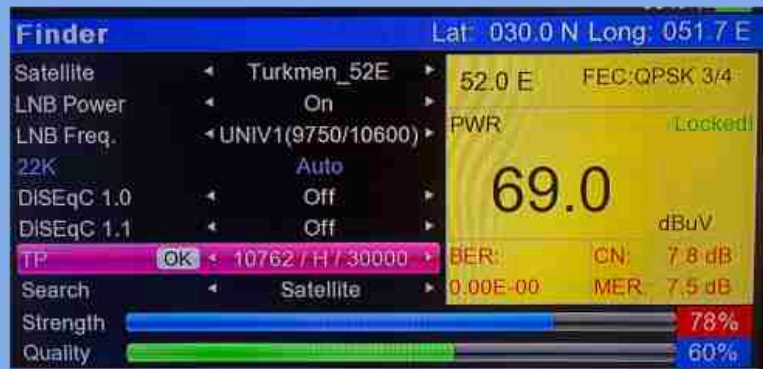 Finder Lat: 030.0 N Long: 051.7 E
Satellite Turkmen_52E
LNB Power On
LNB Freq. UNIV1(9750/10600)
22K Auto
DiSEqC 1.0 Off
DiSEqC 1.1 Off
TP OK 10762 / H / 30000
Search Satellite
52.0 E FEC:QPSK 3/4
PWR Locked!
69.0
dBuV
BER: CN: 7.8 dB
0.00E-00 MER: 7.5 dB
Strength 78%
Quality 60%